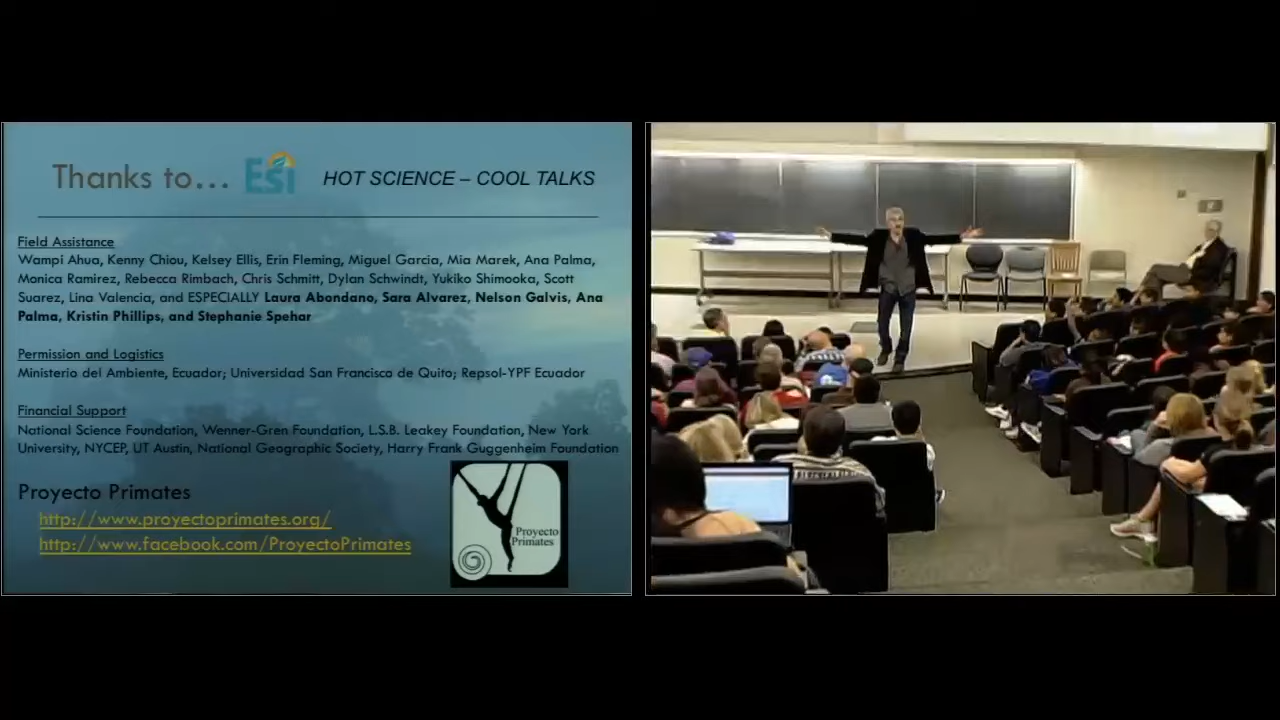 Thanks to... ESI HOT SCIENCE – COOL TALKS
Field Assistance
Wampi Ahua, Kenny Chiou, Kelsey Ellis, Erin Fleming, Miguel Garcia, Mia Marek, Ana Palma,
Monica Ramirez, Rebecca Rimbach, Chris Schmitt, Dylan Schwindt, Yukiko Shimooka, Scott
Suarez, Lina Valencia, and ESPECIALLY Laura Abondano, Sara Alvarez, Nelson Galvis, Ana
Palma, Kristin Phillips, and Stephanie Spehar
Permission and Logistics
Ministerio del Ambiente, Ecuador; Universidad San Francisco de Quito; Repsol-YPF Ecuador
Financial Support
National Science Foundation, Wenner-Gren Foundation, L.S.B. Leakey Foundation, New York
University, NYCEP, UT Austin, National Geographic Society, Harry Frank Guggenheim Foundation
Proyecto Primates
http://www.proyectoprimates.org/
http://www.facebook.com/ProyectoPrimates
Proyecto
Primates